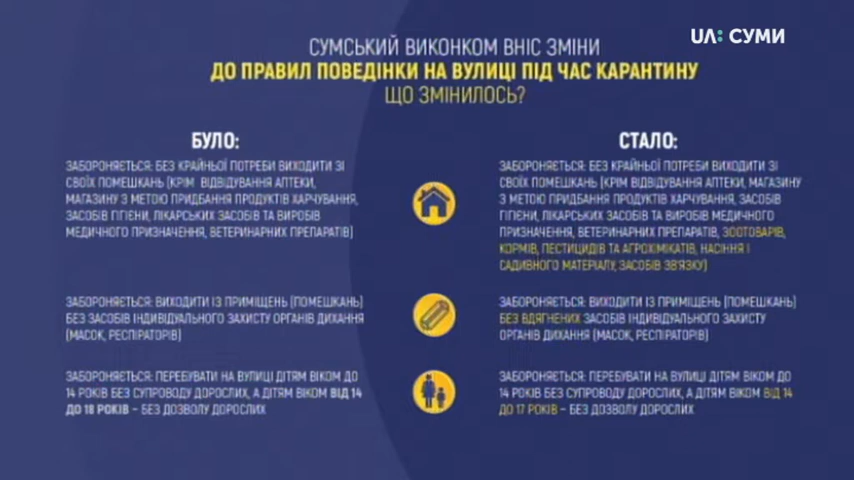 UA: СУМИ
СУМСЬКИЙ ВИКОНКОМ ВНІС ЗМІНИ
ДО ПРАВИЛ ПОВЕДІНКИ НА ВУЛИЦІ ПІД ЧАС КАРАНТИНУ
ЩО ЗМІНИЛОСЬ?
БУЛО:
ЗАБОРОНЯЄТЬСЯ: БЕЗ КРАЙНЬОЇ ПОТРЕБИ ВИХОДИТИ ЗІ
СВОЇХ ПОМЕШКАНЬ (КРІМ ВІДВІДУВАННЯ АПТЕКИ,
МАГАЗИНУ З МЕТОЮ ПРИДБАННЯ ПРОДУКТІВ ХАРЧУВАННЯ,
ЗАСОБІВ ГІГІЄНИ, ЛІКАРСЬКИХ ЗАСОБІВ ТА ВИРОБІВ
МЕДИЧНОГО ПРИЗНАЧЕННЯ, ВЕТЕРИНАРНИХ ПРЕПАРАТІВ)
ЗАБОРОНЯЄТЬСЯ: ВИХОДИТИ ІЗ ПРИМІЩЕНЬ (ПОМЕШКАНЬ)
БЕЗ ЗАСОБІВ ІНДИВІДУАЛЬНОГО ЗАХИСТУ ОРГАНІВ ДИХАННЯ
(МАСОК, РЕСПІРАТОРІВ)
ЗАБОРОНЯЄТЬСЯ: ПЕРЕБУВАТИ НА ВУЛИЦІ ДІТЯМ ВІКОМ ДО
14 РОКІВ БЕЗ СУПРОВОДУ ДОРОСЛИХ, А ДІТЯМ ВІКОМ ВІД 14
ДО 18 РОКІВ – БЕЗ ДОЗВОЛУ ДОРОСЛИХ
СТАЛО:
ЗАБОРОНЯЄТЬСЯ: БЕЗ КРАЙНЬОЇ ПОТРЕБИ ВИХОДИТИ ЗІ
СВОЇХ ПОМЕШКАНЬ (КРІМ ВІДВІДУВАННЯ АПТЕКИ, МАГАЗИНУ
З МЕТОЮ ПРИДБАННЯ ПРОДУКТІВ ХАРЧУВАННЯ, ЗАСОБІВ
ГІГІЄНИ, ЛІКАРСЬКИХ ЗАСОБІВ ТА ВИРОБІВ МЕДИЧНОГО
ПРИЗНАЧЕННЯ, ВЕТЕРИНАРНИХ ПРЕПАРАТІВ, ЗООТОВАРІВ,
КОРМІВ, ПЕСТИЦИДІВ ТА АГРОХІМІКАТІВ, НАСІННЯ І
САДИВНОГО МАТЕРІАЛУ, ЗАСОБІВ ЗВ'ЯЗКУ)
ЗАБОРОНЯЄТЬСЯ: ВИХОДИТИ ІЗ ПРИМІЩЕНЬ (ПОМЕШКАНЬ)
БЕЗ ВДЯГНЕНИХ ЗАСОБІВ ІНДИВІДУАЛЬНОГО ЗАХИСТУ
ОРГАНІВ ДИХАННЯ (МАСОК, РЕСПІРАТОРІВ)
ЗАБОРОНЯЄТЬСЯ: ПЕРЕБУВАТИ НА ВУЛИЦІ ДІТЯМ ВІКОМ ДО
14 РОКІВ БЕЗ СУПРОВОДУ ДОРОСЛИХ, А ДІТЯМ ВІКОМ ВІД 14
ДО 17 РОКІВ – БЕЗ ДОЗВОЛУ ДОРОСЛИХ